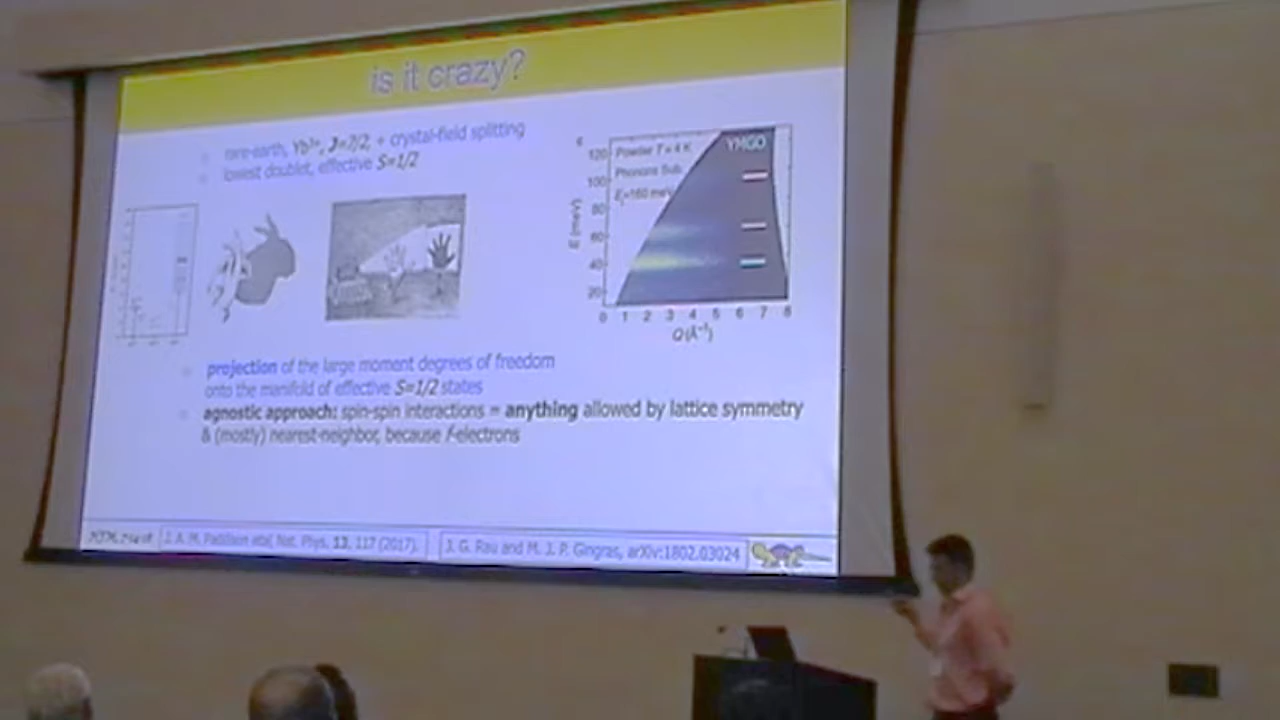 is it crazy?
rare-earth, Yb³⁺, J=7/2, + crystal-field splitting
lowest doublet, effective S=1/2
c
Powder T = 4 K
YMGO
Phonons Sub.
Eᵢ=160 meV
120
100
80
60
40
20
E (meV)
0 1 2 3 4 5 6 7 8
Q (Å⁻¹)
projection of the large moment degrees of freedom
onto the manifold of effective S=1/2 states
agnostic approach: spin-spin interactions = anything allowed by lattice symmetry
& (mostly) nearest-neighbor, because f-electrons
J. A. M. Paddison et al, Nat. Phys. 13, 117 (2017).
J. G. Rau and M. J. P. Gingras, arXiv:1802.03024